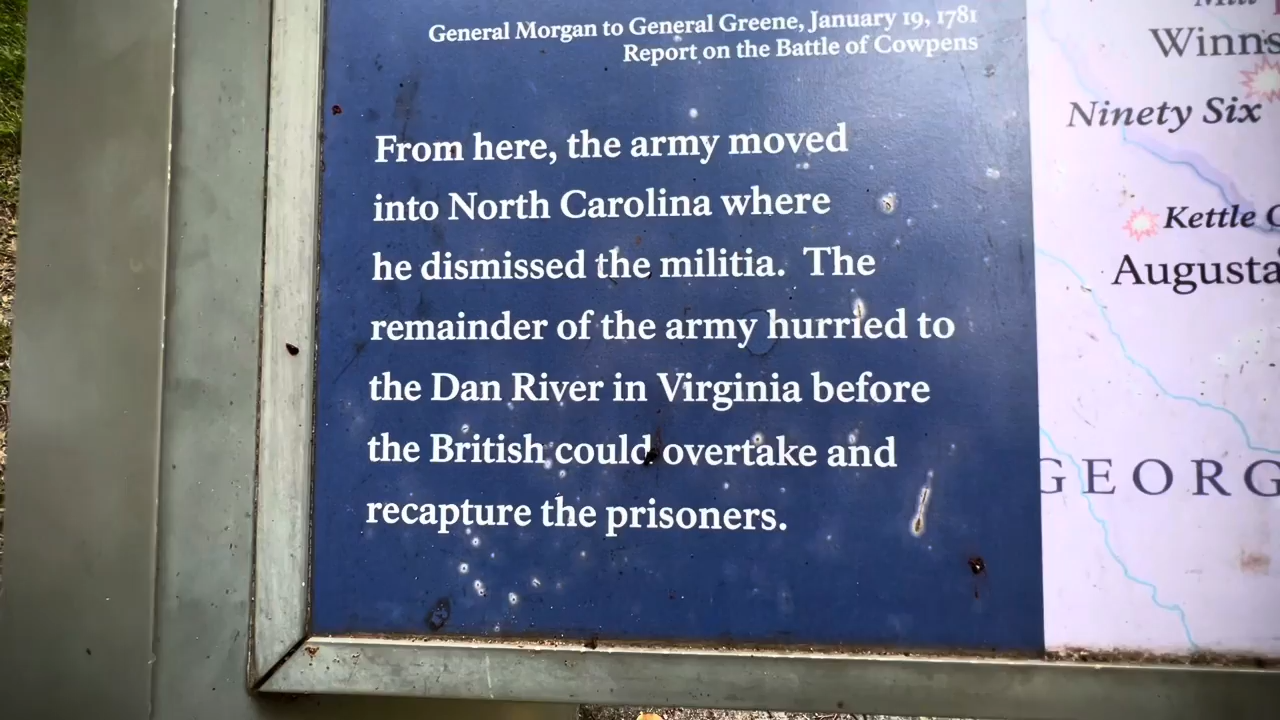 General Morgan to General Greene, January 19, 1781
Report on the Battle of Cowpens
From here, the army moved
into North Carolina where
he dismissed the militia. The
remainder of the army hurried to
the Dan River in Virginia before
the British could overtake and
recapture the prisoners.
Winns
Ninety Six
Kettle C
Augusta
GEORG